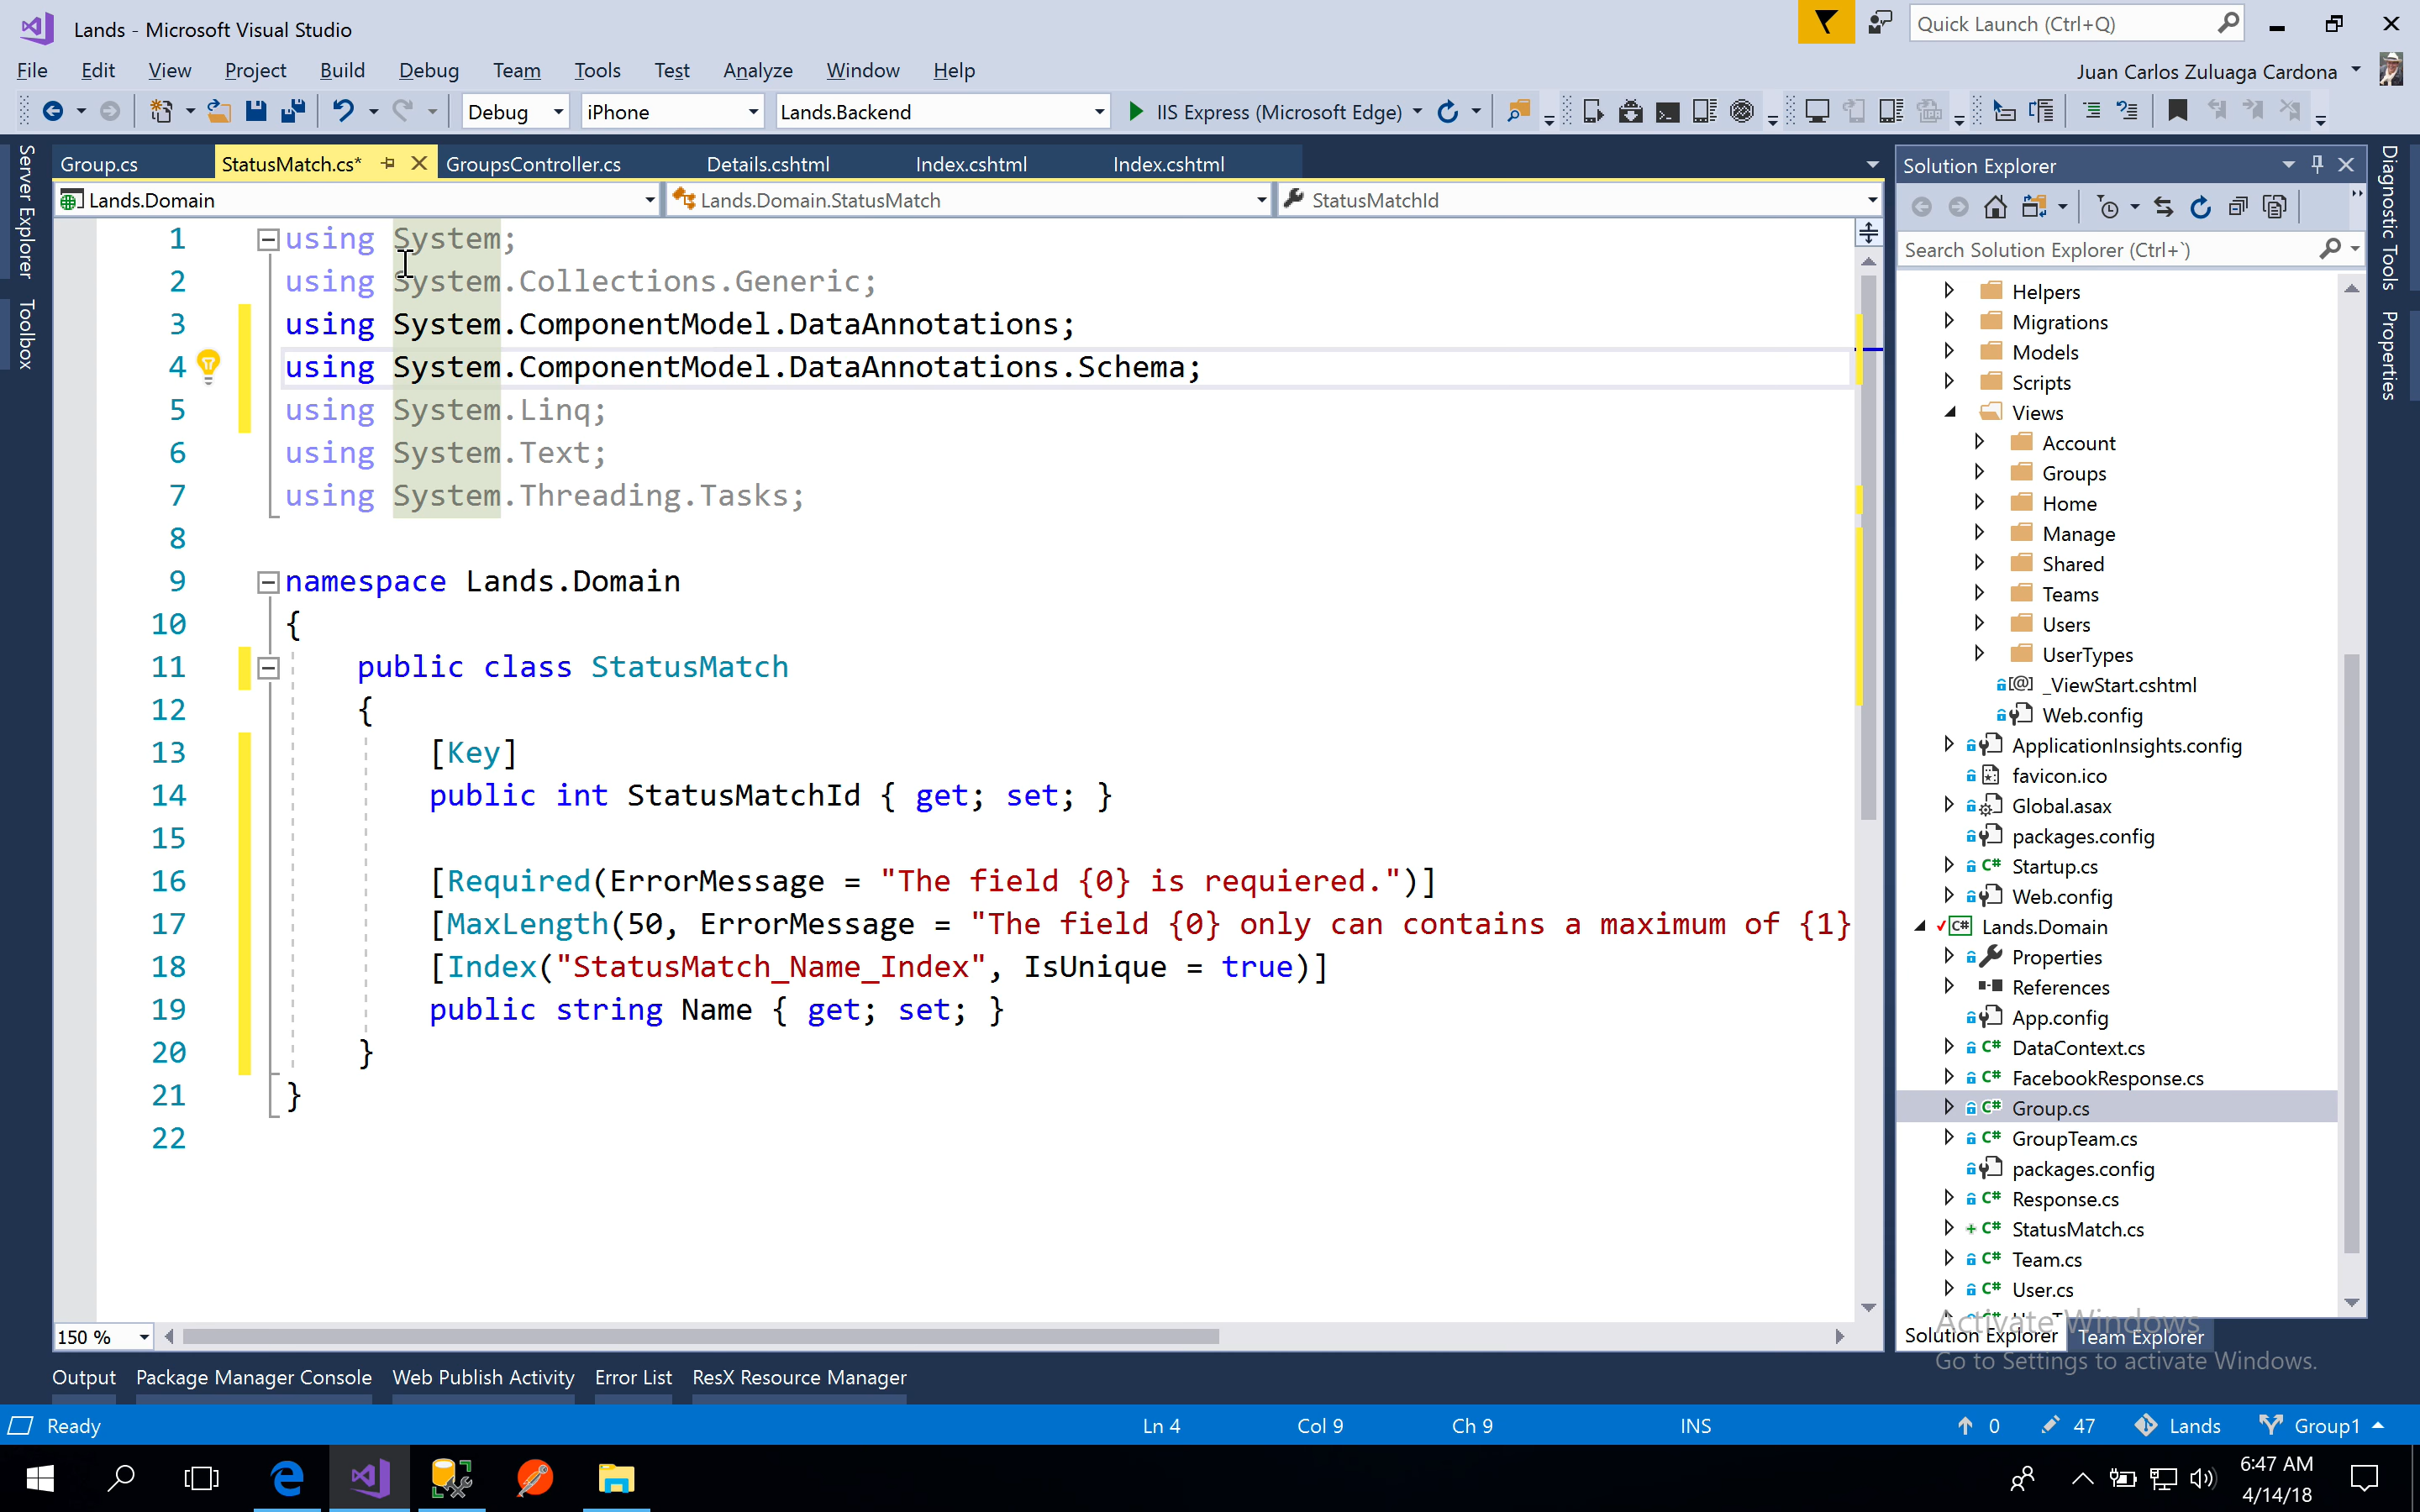 Lands - Microsoft Visual Studio
Quick Launch (Ctrl+Q)
File Edit View Project Build Debug Team Tools Test Analyze Window Help
Juan Carlos Zuluaga Cardona
Debug iPhone Lands.Backend IIS Express (Microsoft Edge)
Server Explorer
Toolbox
Group.cs StatusMatch.cs* GroupsController.cs Details.cshtml Index.cshtml Index.cshtml
Lands.Domain Lands.Domain.StatusMatch StatusMatchId
1 using System;
2 using System.Collections.Generic;
3 using System.ComponentModel.DataAnnotations;
4 using System.ComponentModel.DataAnnotations.Schema;
5 using System.Linq;
6 using System.Text;
7 using System.Threading.Tasks;
8
9 namespace Lands.Domain
10 {
11 public class StatusMatch
12 {
13 [Key]
14 public int StatusMatchId { get; set; }
15
16 [Required(ErrorMessage = "The field {0} is requiered.")]
17 [MaxLength(50, ErrorMessage = "The field {0} only can contains a maximum of {1}
18 [Index("StatusMatch_Name_Index", IsUnique = true)]
19 public string Name { get; set; }
20 }
21 }
22
150 %
Solution Explorer
Search Solution Explorer (Ctrl+`)
Helpers
Migrations
Models
Scripts
Views
Account
Groups
Home
Manage
Shared
Teams
Users
UserTypes
_ViewStart.cshtml
Web.config
ApplicationInsights.config
favicon.ico
Global.asax
packages.config
Startup.cs
Web.config
Lands.Domain
Properties
References
App.config
DataContext.cs
FacebookResponse.cs
Group.cs
GroupTeam.cs
packages.config
Response.cs
StatusMatch.cs
Team.cs
User.cs
Solution Explorer Team Explorer
Diagnostic Tools
Properties
Activate Windows
Go to Settings to activate Windows.
Output Package Manager Console Web Publish Activity Error List ResX Resource Manager
Ready Ln 4 Col 9 Ch 9 INS 0 47 Lands Group1
6:47 AM
4/14/18